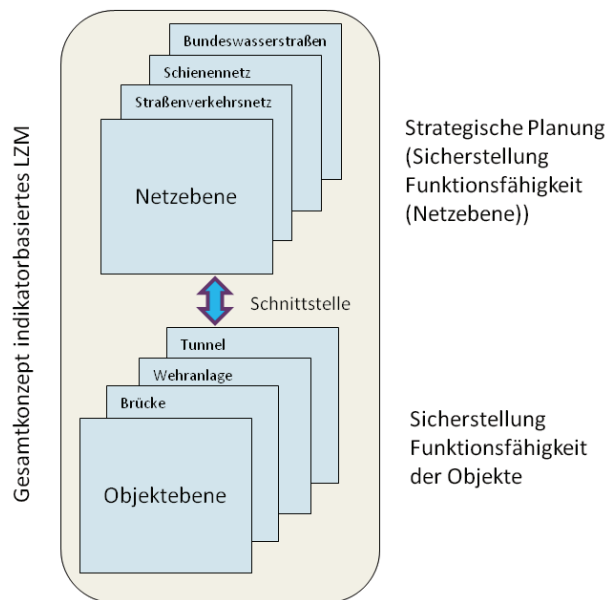 Gesamtkonzept indikatorbasiertes LZM
Bundeswasserstraßen
Schienennetz
Straßenverkehrsnetz
Netzebene
Strategische Planung
(Sicherstellung
Funktionsfähigkeit
(Netzebene))
Schnittstelle
Tunnel
Wehranlage
Brücke
Objektebene
Sicherstellung
Funktionsfähigkeit
der Objekte